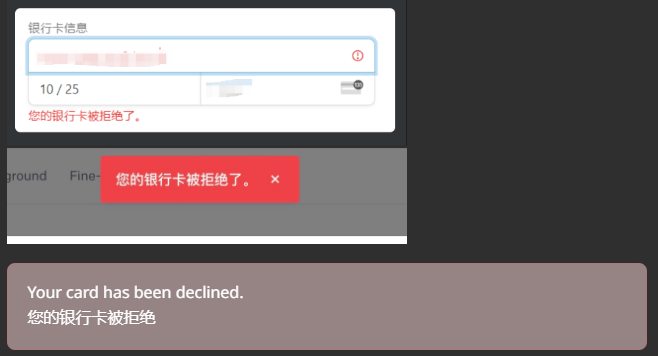 银行卡信息
10 / 25
您的银行卡被拒绝了。
ground Fine-
您的银行卡被拒绝了。 ×
Your card has been declined.
您的银行卡被拒绝